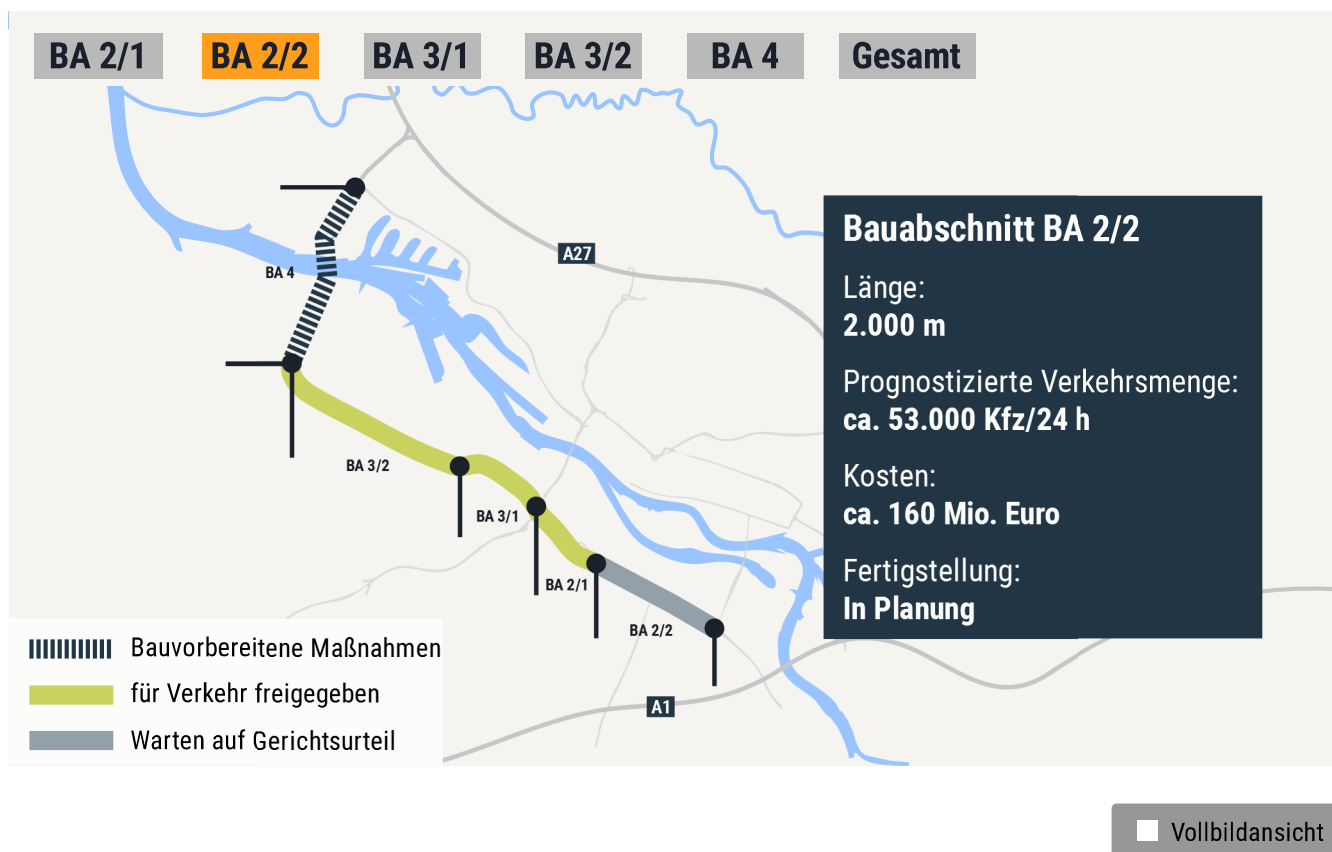 BA 2/1
BA 2/2
BA 3/1
BA 3/2
BA 4
Gesamt
A27
BA 4
BA 3/2
BA 3/1
BA 2/1
BA 2/2
A1
Bauabschnitt BA 2/2
Länge:
2.000 m
Prognostizierte Verkehrsmenge:
ca. 53.000 Kfz/24 h
Kosten:
ca. 160 Mio. Euro
Fertigstellung:
In Planung
Bauvorbereitene Maßnahmen
für Verkehr freigegeben
Warten auf Gerichtsurteil
Vollbildansicht